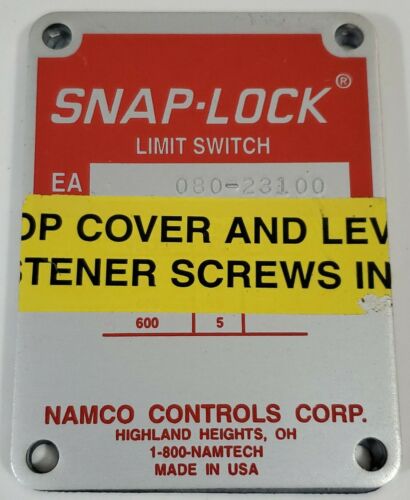 SNAP-LOCK®
LIMIT SWITCH
EA 080-23100
OP COVER AND LEV
STENER SCREWS IN
600 5
NAMCO CONTROLS CORP.
HIGHLAND HEIGHTS, OH
1-800-NAMTECH
MADE IN USA